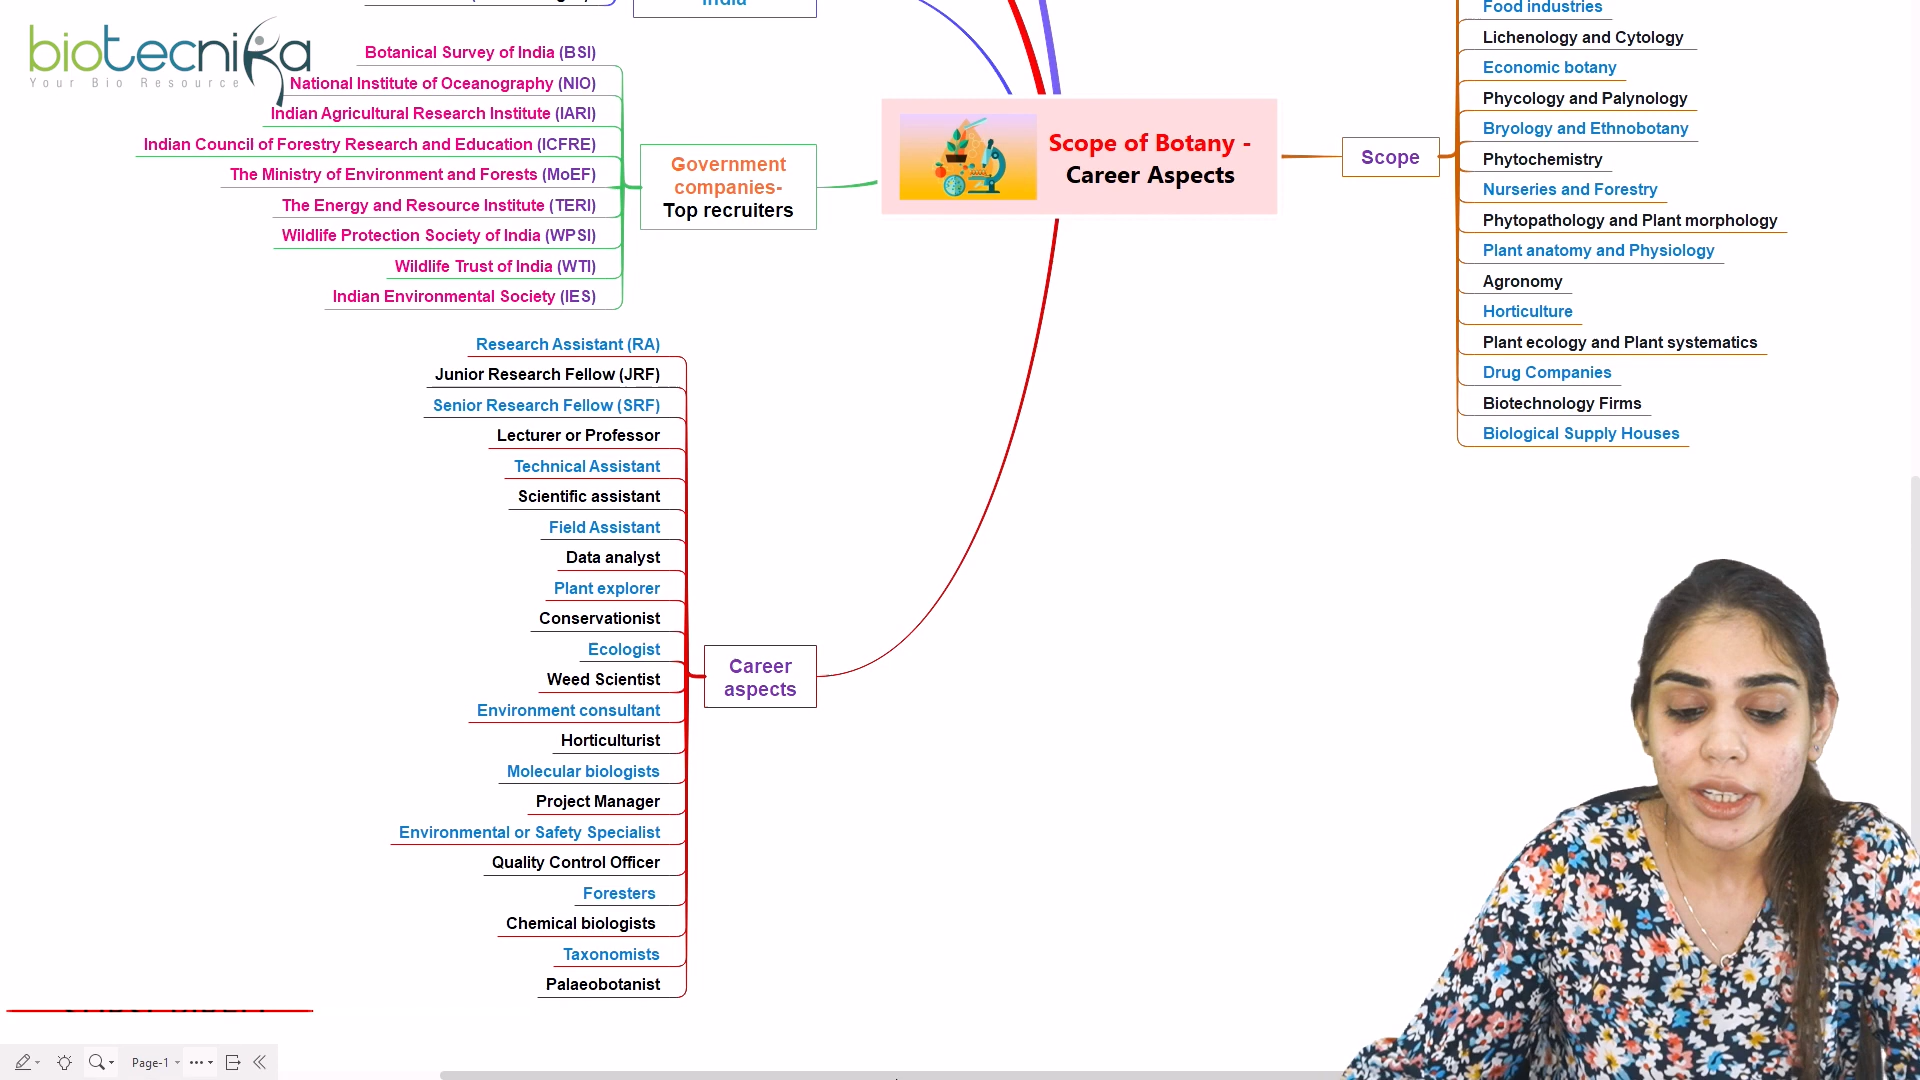 India
biotecnika
Your Bio Resource
Botanical Survey of India (BSI)
National Institute of Oceanography (NIO)
Indian Agricultural Research Institute (IARI)
Indian Council of Forestry Research and Education (ICFRE)
The Ministry of Environment and Forests (MoEF)
The Energy and Resource Institute (TERI)
Wildlife Protection Society of India (WPSI)
Wildlife Trust of India (WTI)
Indian Environmental Society (IES)
Government
companies-
Top recruiters
Scope of Botany -
Career Aspects
Scope
Food industries
Lichenology and Cytology
Economic botany
Phycology and Palynology
Bryology and Ethnobotany
Phytochemistry
Nurseries and Forestry
Phytopathology and Plant morphology
Plant anatomy and Physiology
Agronomy
Horticulture
Plant ecology and Plant systematics
Drug Companies
Biotechnology Firms
Biological Supply Houses
Research Assistant (RA)
Junior Research Fellow (JRF)
Senior Research Fellow (SRF)
Lecturer or Professor
Technical Assistant
Scientific assistant
Field Assistant
Data analyst
Plant explorer
Conservationist
Ecologist
Weed Scientist
Environment consultant
Horticulturist
Molecular biologists
Project Manager
Environmental or Safety Specialist
Quality Control Officer
Foresters
Chemical biologists
Taxonomists
Palaeobotanist
Career
aspects
Page-1